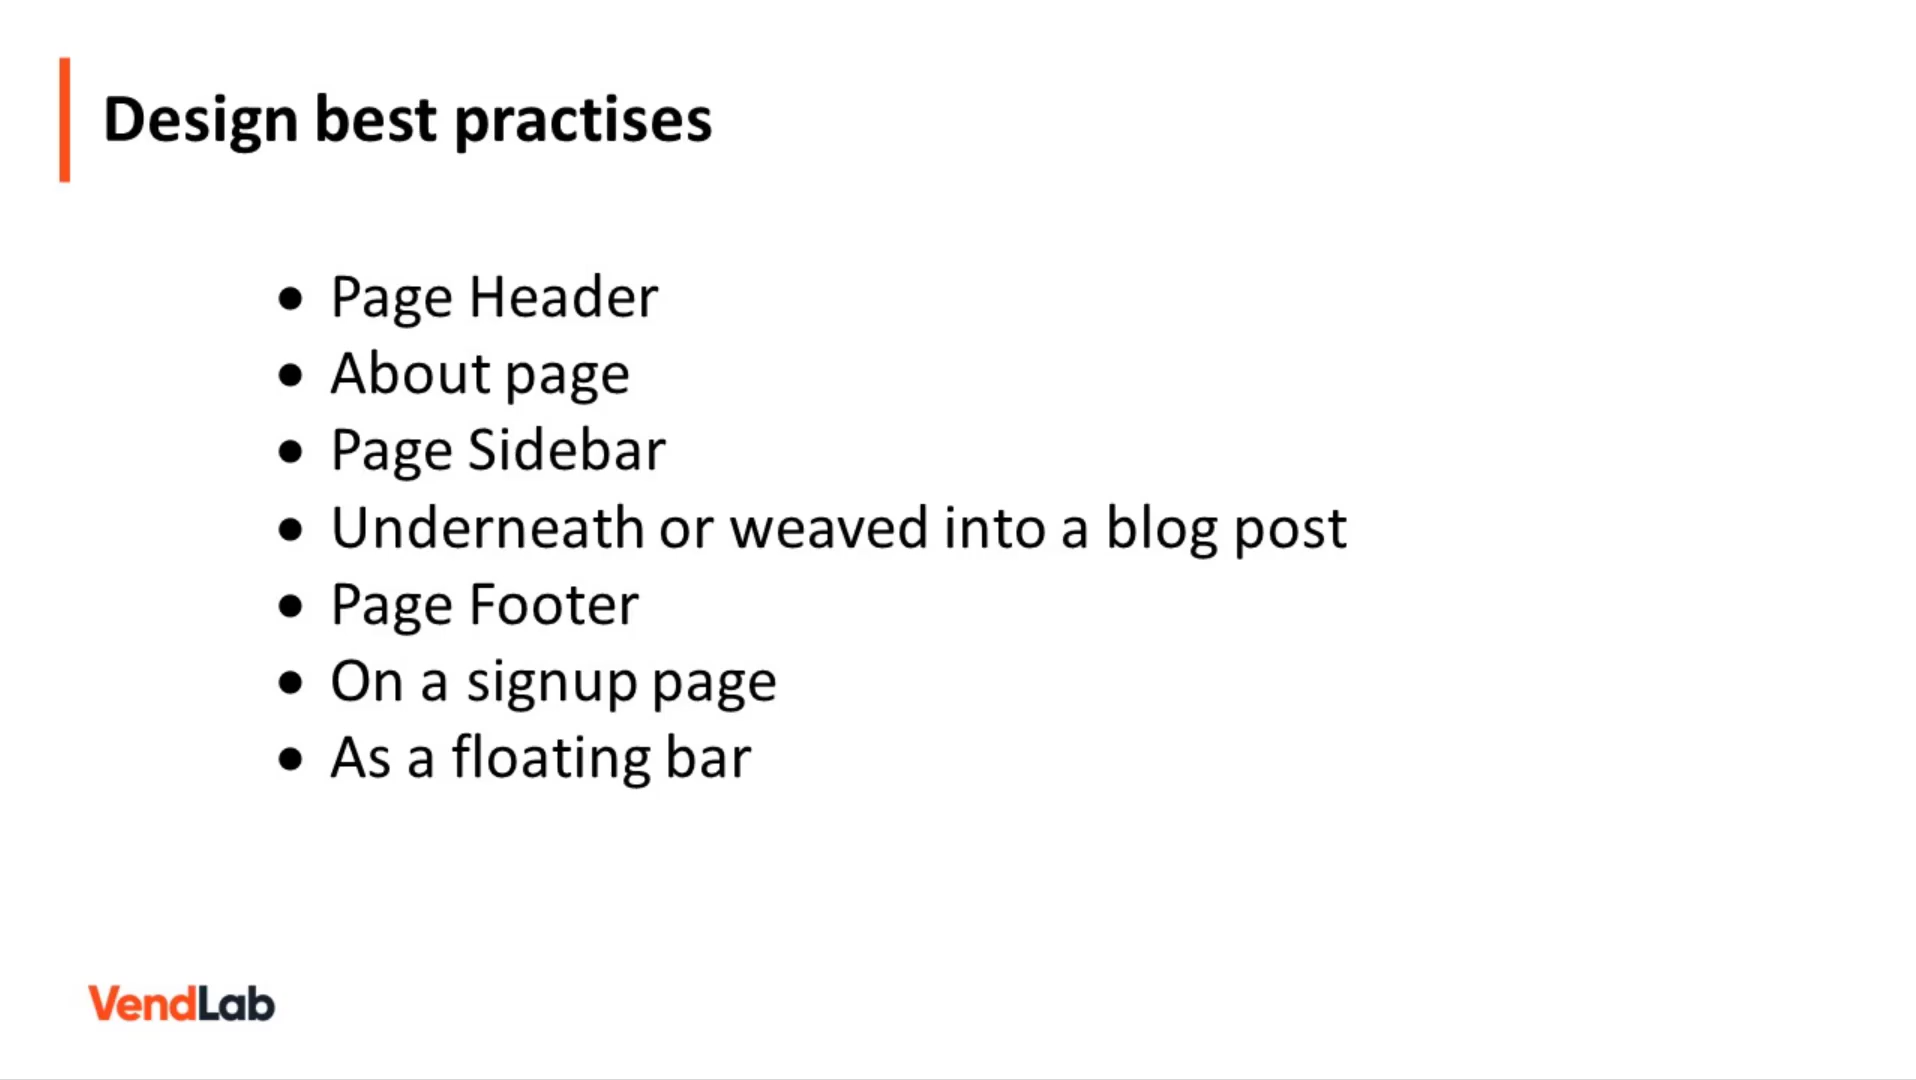 Design best practises
• Page Header
• About page
• Page Sidebar
• Underneath or weaved into a blog post
• Page Footer
• On a signup page
• As a floating bar
VendLab